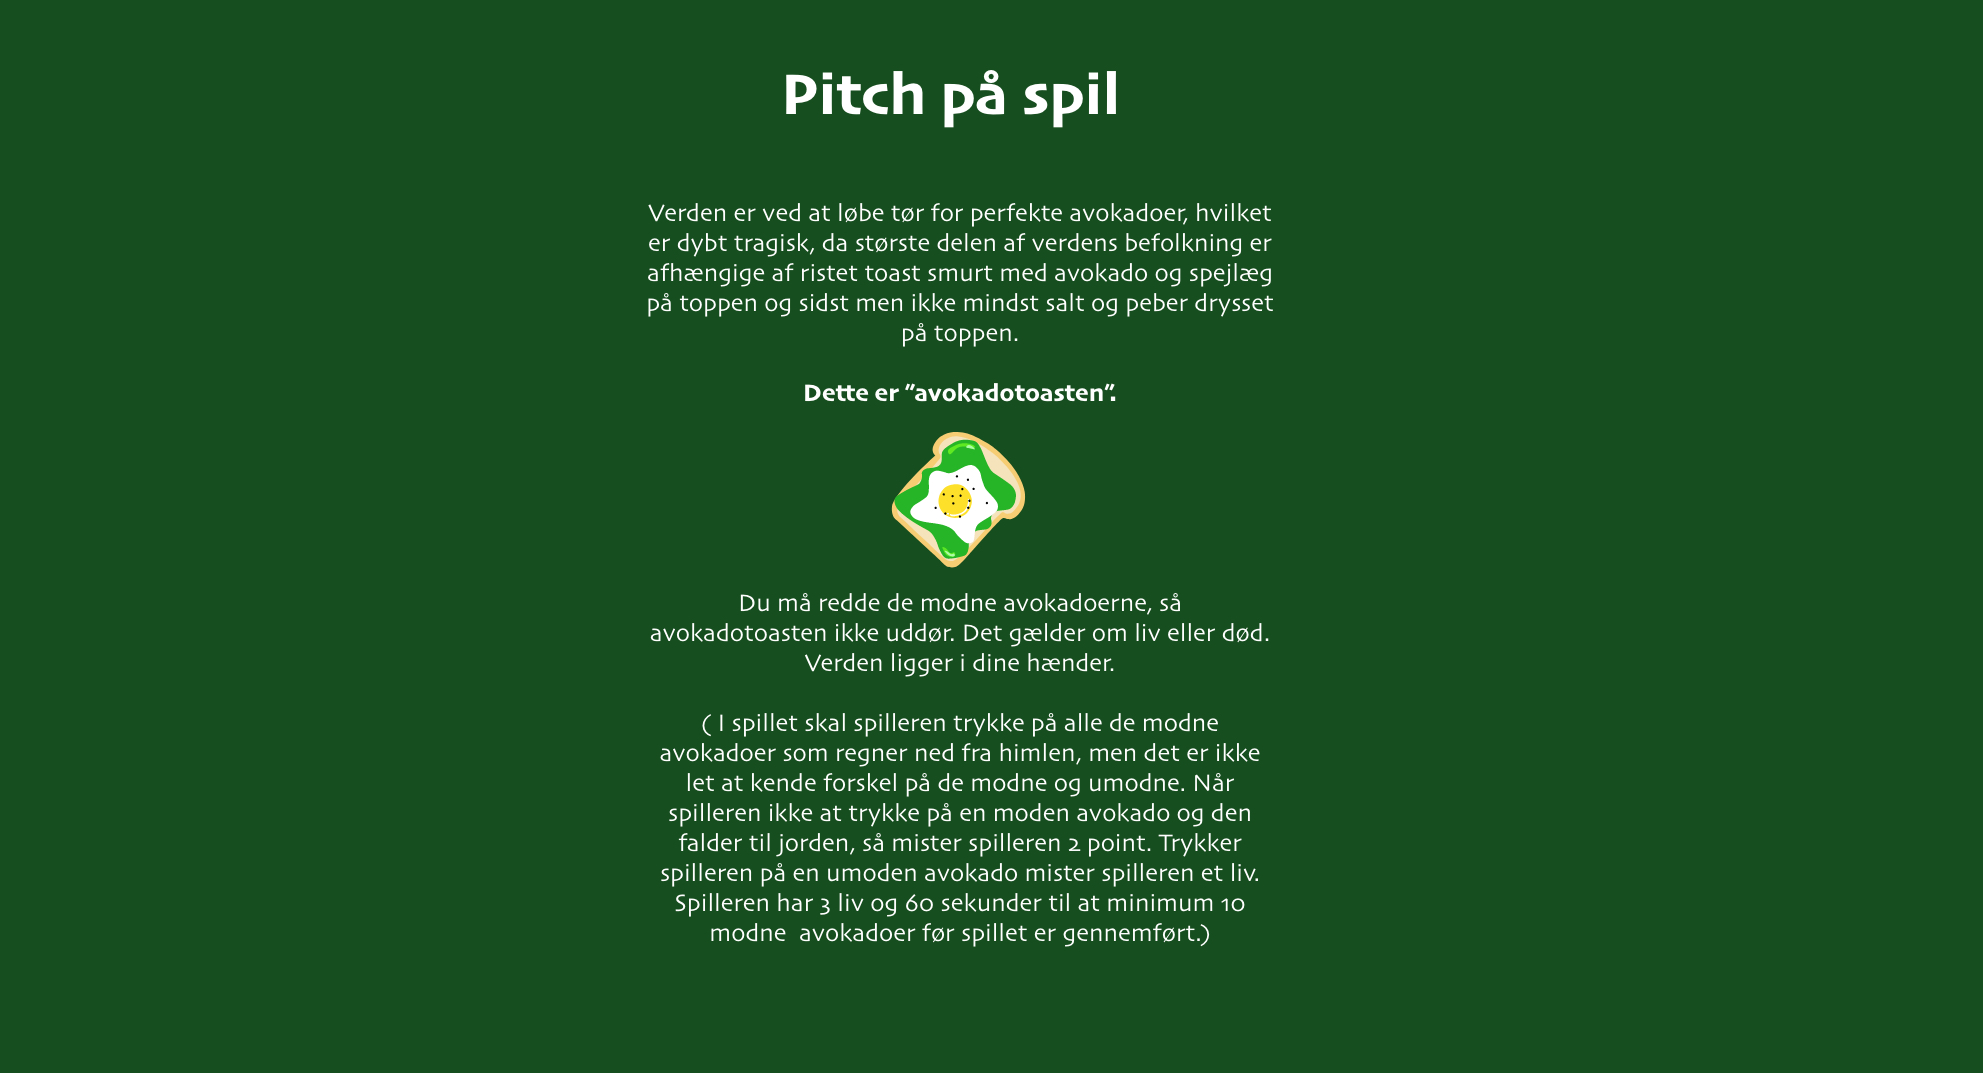 Pitch på spil
Verden er ved at løbe tør for perfekte avokadoer, hvilket
er dybt tragisk, da største delen af verdens befolkning er
afhængige af ristet toast smurt med avokado og spejlæg
på toppen og sidst men ikke mindst salt og peber drysset
på toppen.
Dette er ”avokadotoasten”.
Du må redde de modne avokadoerne, så
avokadotoasten ikke uddør. Det gælder om liv eller død.
Verden ligger i dine hænder.
( I spillet skal spilleren trykke på alle de modne
avokadoer som regner ned fra himlen, men det er ikke
let at kende forskel på de modne og umodne. Når
spilleren ikke at trykke på en moden avokado og den
falder til jorden, så mister spilleren 2 point. Trykker
spilleren på en umoden avokado mister spilleren et liv.
Spilleren har 3 liv og 60 sekunder til at minimum 10
modne  avokadoer før spillet er gennemført.)